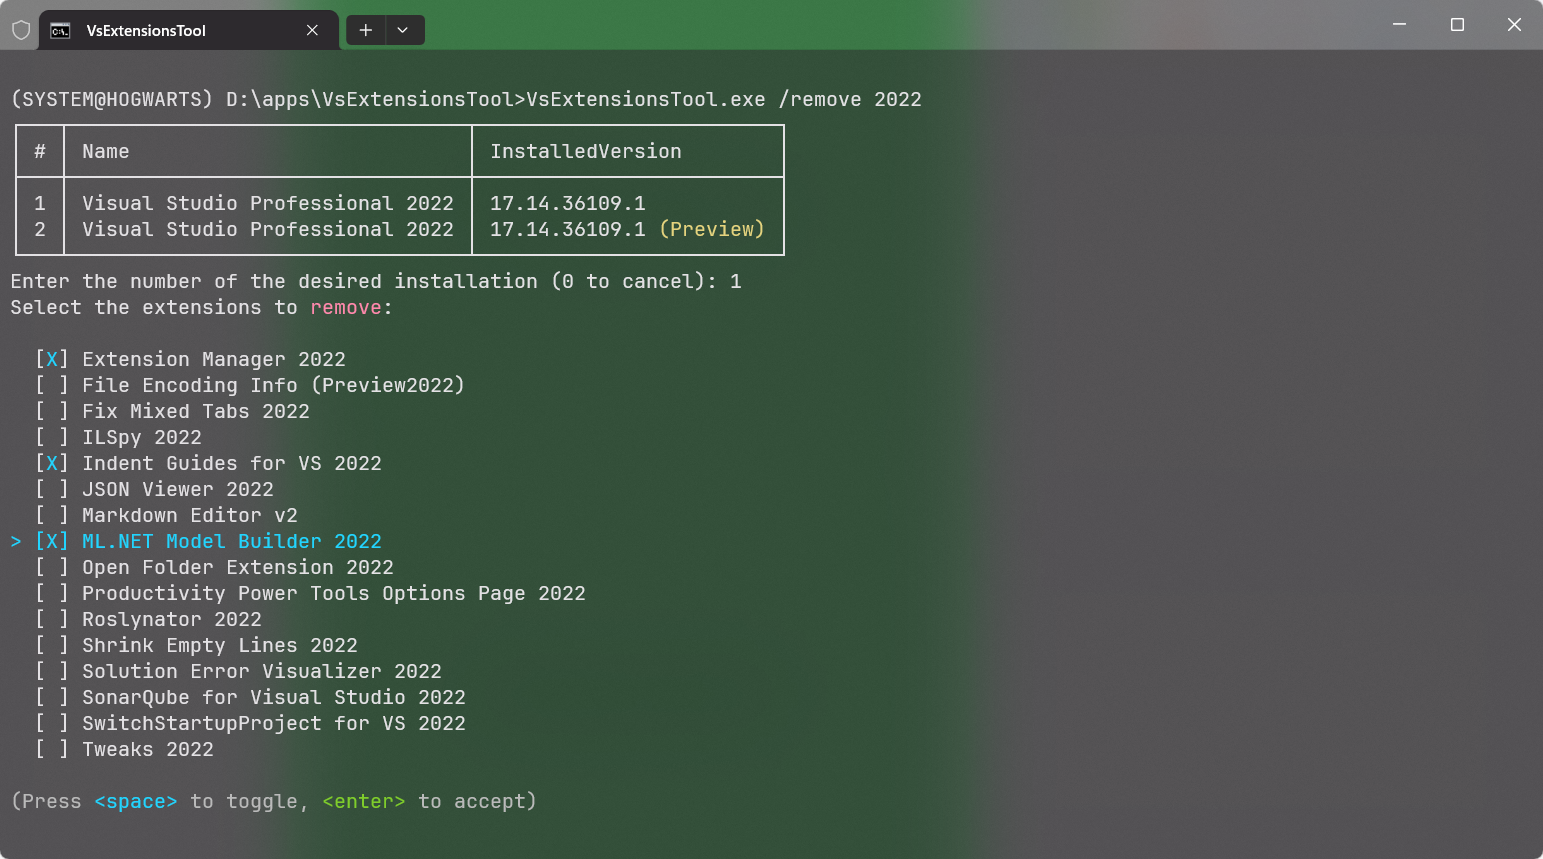 VsExtensionsTool
(SYSTEM@HOGWARTS) D:\apps\VsExtensionsTool>VsExtensionsTool.exe /remove 2022
# Name InstalledVersion
1 Visual Studio Professional 2022 17.14.36109.1
2 Visual Studio Professional 2022 17.14.36109.1 (Preview)
Enter the number of the desired installation (0 to cancel): 1
Select the extensions to remove:
[X] Extension Manager 2022
[ ] File Encoding Info (Preview2022)
[ ] Fix Mixed Tabs 2022
[ ] ILSpy 2022
[X] Indent Guides for VS 2022
[ ] JSON Viewer 2022
[ ] Markdown Editor v2
> [X] ML.NET Model Builder 2022
[ ] Open Folder Extension 2022
[ ] Productivity Power Tools Options Page 2022
[ ] Roslynator 2022
[ ] Shrink Empty Lines 2022
[ ] Solution Error Visualizer 2022
[ ] SonarQube for Visual Studio 2022
[ ] SwitchStartupProject for VS 2022
[ ] Tweaks 2022
(Press <space> to toggle, <enter> to accept)